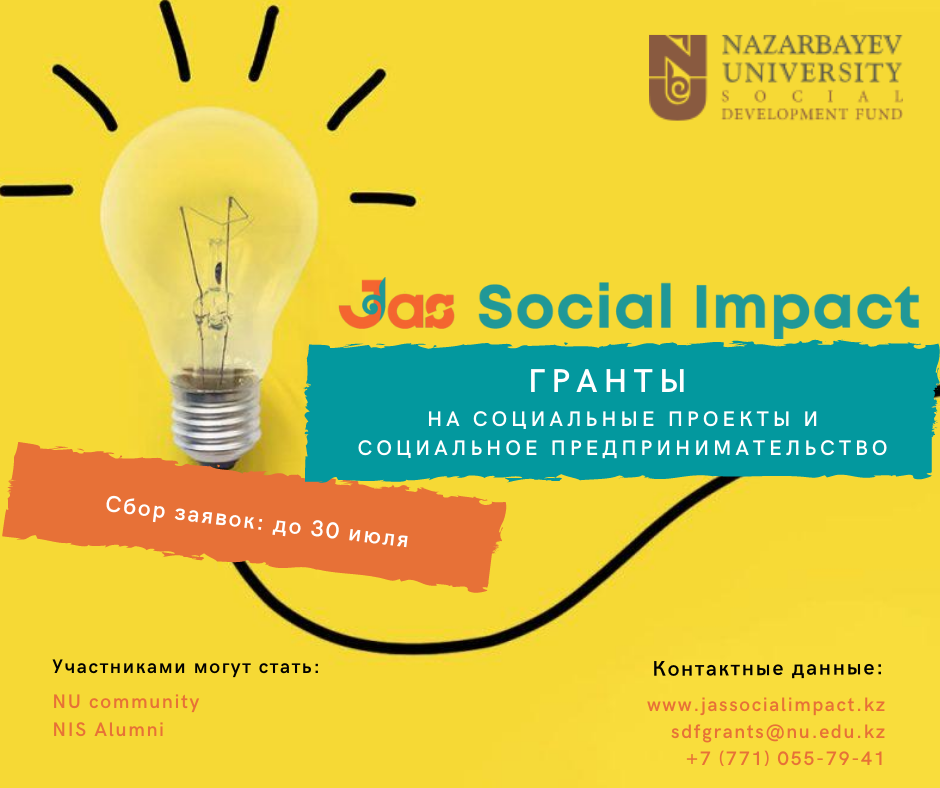 NAZARBAYEV
UNIVERSITY
SOCIAL
DEVELOPMENT FUND
Jas Social Impact
ГРАНТЫ
НА СОЦИАЛЬНЫЕ ПРОЕКТЫ И
СОЦИАЛЬНОЕ ПРЕДПРИНИМАТЕЛЬСТВО
Сбор заявок: до 30 июля
Участниками могут стать:
NU community
NIS Alumni
Контактные данные:
www.jassocialimpact.kz
sdfgrants@nu.edu.kz
+7 (771) 055-79-41